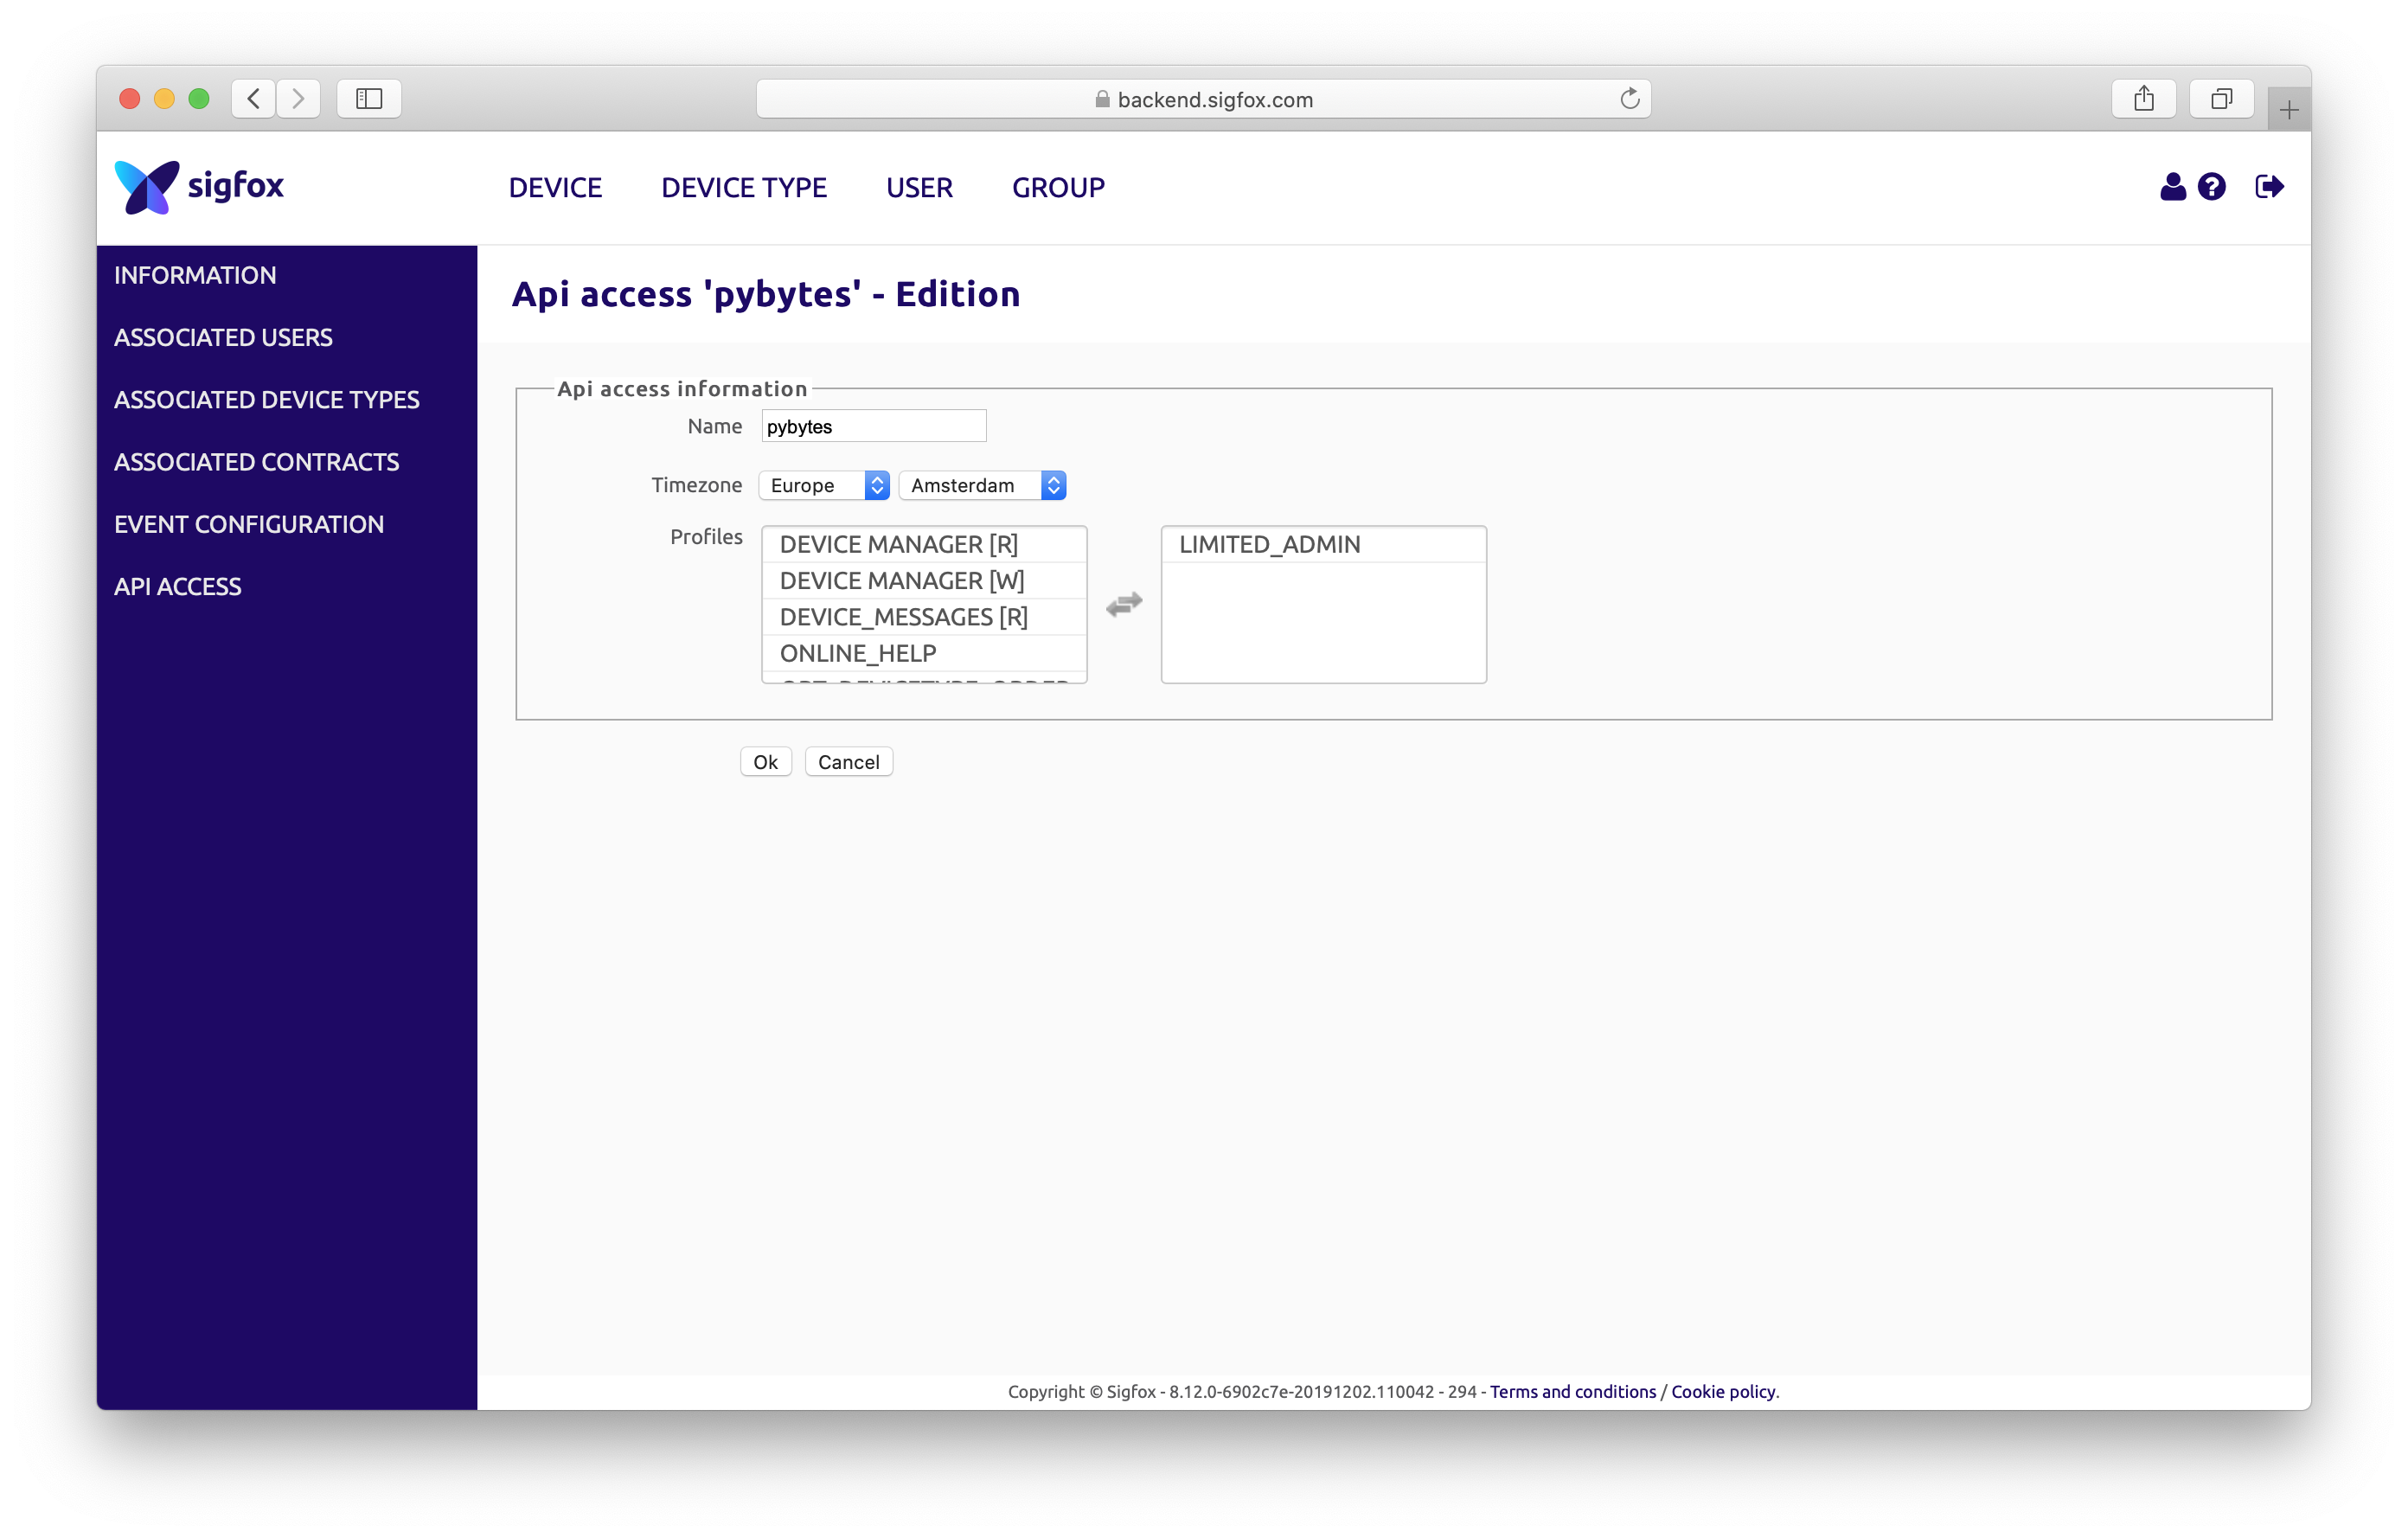 backend.sigfox.com
sigfox
DEVICE DEVICE TYPE USER GROUP
INFORMATION
ASSOCIATED USERS
ASSOCIATED DEVICE TYPES
ASSOCIATED CONTRACTS
EVENT CONFIGURATION
API ACCESS
Api access 'pybytes' - Edition
Api access information
Name pybytes
Timezone Europe Amsterdam
Profiles
DEVICE MANAGER [R]
DEVICE MANAGER [W]
DEVICE_MESSAGES [R]
ONLINE_HELP
LIMITED_ADMIN
Ok Cancel
Copyright © Sigfox - 8.12.0-6902c7e-20191202.110042 - 294 - Terms and conditions / Cookie policy.